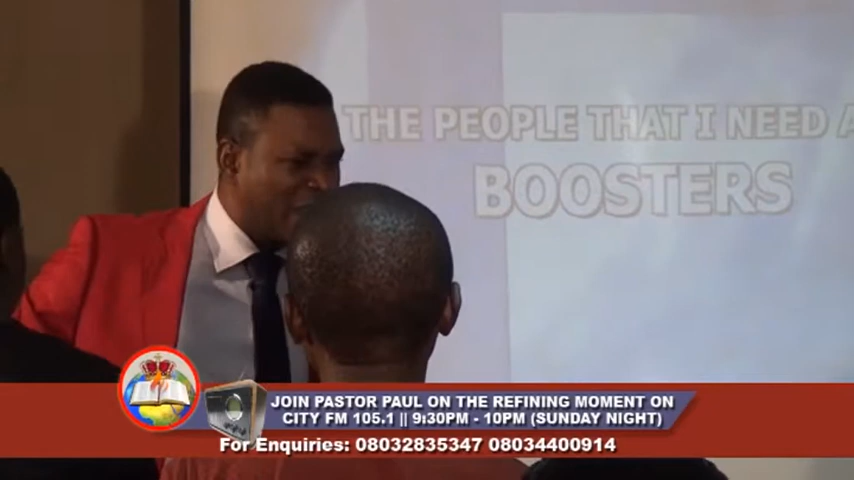 THE PEOPLE THAT I NEED
BOOSTERS
JOIN PASTOR PAUL ON THE REFINING MOMENT ON
CITY FM 105.1 || 9:30PM - 10PM (SUNDAY NIGHT)
For Enquiries: 08032835347 08034400914